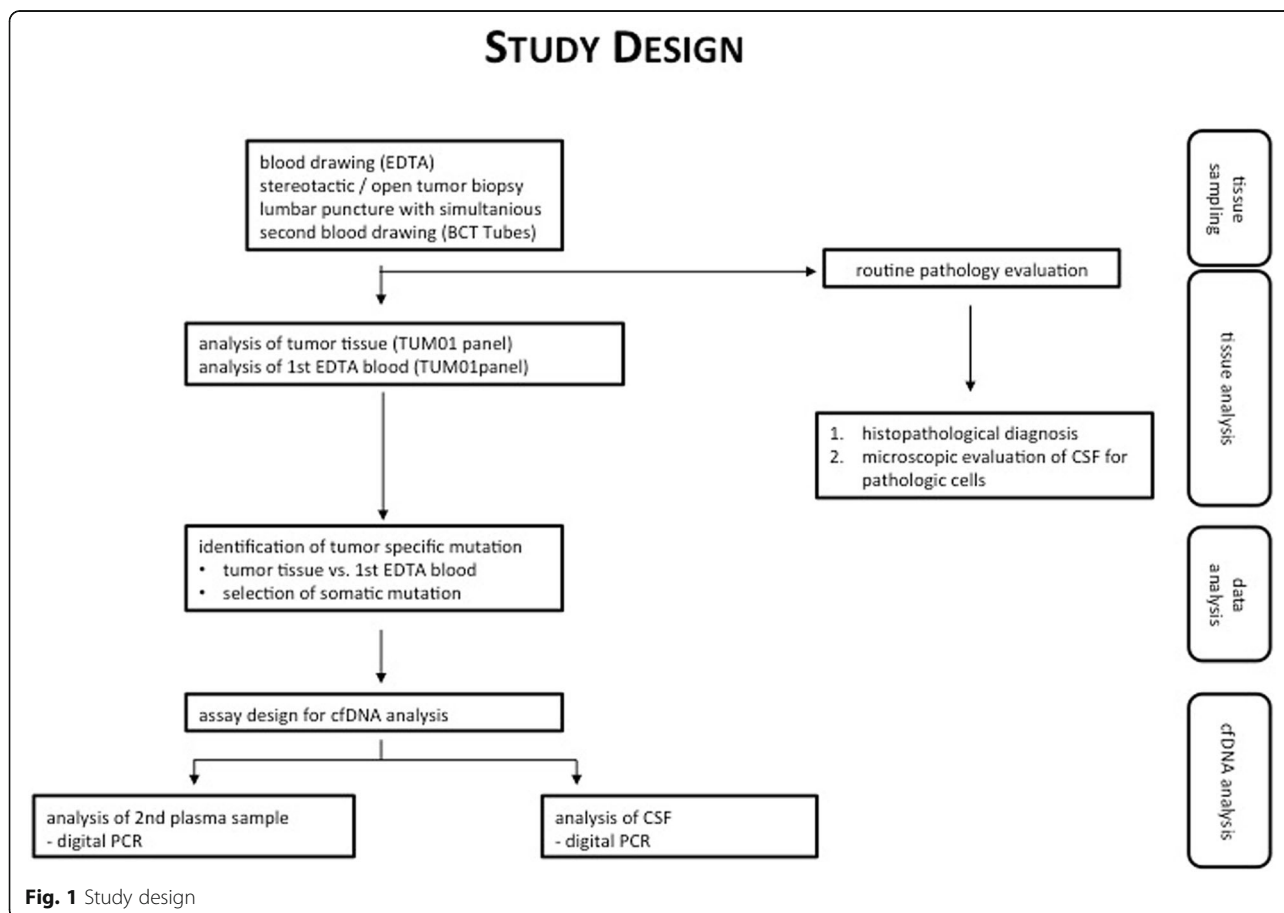 STUDY DESIGN
blood drawing (EDTA)
stereotactic / open tumor biopsy
lumbar puncture with simultanious
second blood drawing (BCT Tubes)
tissue
sampling
routine pathology evaluation
analysis of tumor tissue (TUM01 panel)
analysis of 1st EDTA blood (TUM01panel)
tissue analysis
1. histopathological diagnosis
2. microscopic evaluation of CSF for
pathologic cells
identification of tumor specific mutation
• tumor tissue vs. 1st EDTA blood
• selection of somatic mutation
data
analysis
assay design for cfDNA analysis
cfDNA analysis
analysis of 2nd plasma sample
- digital PCR
analysis of CSF
- digital PCR
Fig. 1 Study design